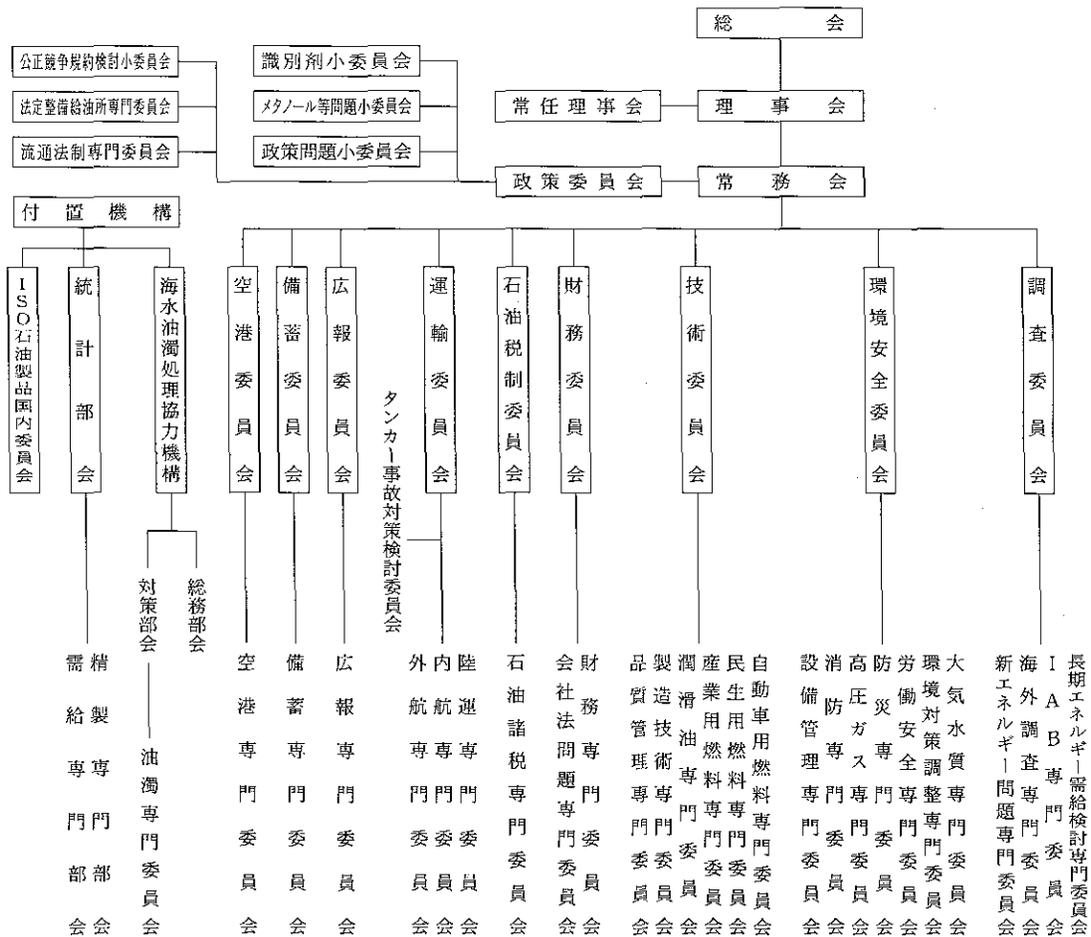 総会
公正競争規約検討小委員会
識別剤小委員会
法定整備給油所専門委員会
メタノール等問題小委員会
常任理事会
理事会
流通法制専門委員会
政策問題小委員会
政策委員会
常務会
付置機構
ISO石油製品国内委員会
統計部会
海水油濁処理協力機構
空港委員会
備蓄委員会
広報委員会
運輸委員会
石油税制委員会
財務委員会
技術委員会
環境安全委員会
調査委員会
タンカー事故対策検討委員会
対策部会
総務部会
需給専門部会
精製専門部会
油濁専門委員会
空港専門委員会
備蓄専門委員会
広報専門委員会
外航専門委員会
内航専門委員会
陸運専門委員会
石油諸税専門委員会
会社法問題専門委員会
財務専門委員会
品質管理専門委員会
製造技術専門委員会
潤滑油専門委員会
産業用燃料専門委員会
民生用燃料専門委員会
自動車用燃料専門委員会
設備管理専門委員会
消防専門委員会
高圧ガス専門委員会
防災専門委員会
労働安全専門委員会
環境対策調整専門委員会
大気水質専門委員会
新エネルギー問題専門委員会
海外調査専門委員会
IAB専門委員会
長期エネルギー需給検討専門委員会